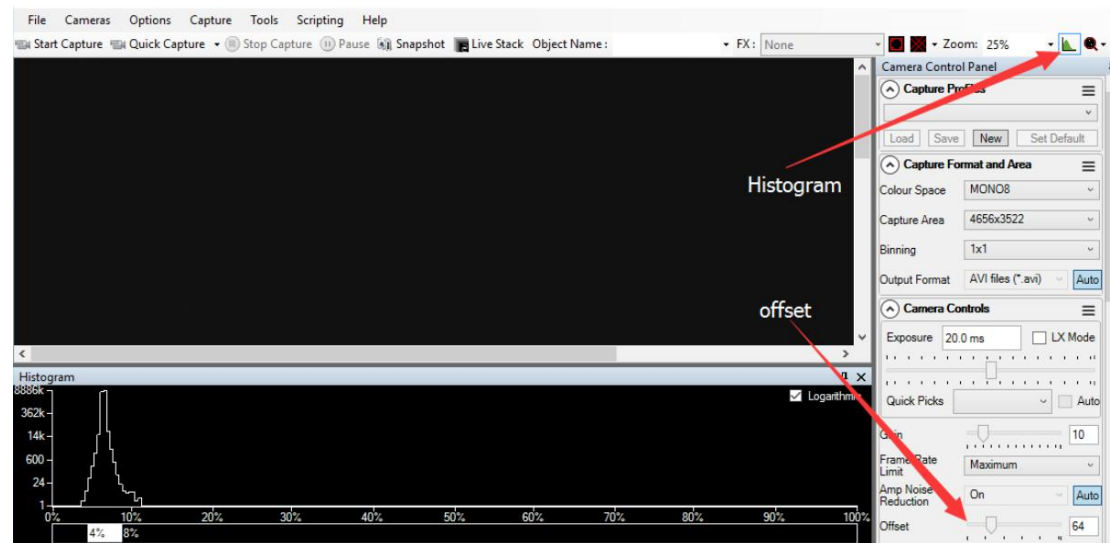 File Cameras Options Capture Tools Scripting Help
Start Capture Quick Capture Stop Capture Pause Snapshot Live Stack Object Name : FX : None Zoom: 25%
Camera Control Panel
Capture Profiles
Load Save New Set Default
Histogram
Capture Format and Area
Colour Space MONO8
Capture Area 4656x3522
Binning 1x1
Output Format AVI files (*.avi) Auto
offset
Camera Controls
Exposure 20.0 ms LX Mode
Quick Picks Auto
Gain 10
Frame Rate Limit Maximum
Amp Noise Reduction On Auto
Offset 64
Histogram
8886k
Logarithmic
362k
14k
600
24
1
0% 10% 20% 30% 40% 50% 60% 70% 80% 90% 100%
4% 8%